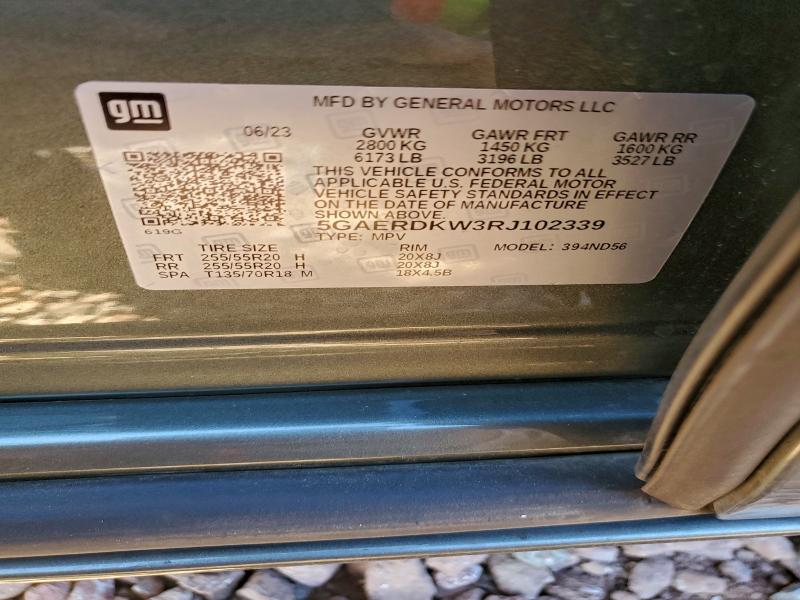 gm
MFD BY GENERAL MOTORS LLC
06/23 GVWR GAWR FRT GAWR RR
2800 KG 1450 KG 1600 KG
6173 LB 3196 LB 3527 LB
THIS VEHICLE CONFORMS TO ALL
APPLICABLE U.S. FEDERAL MOTOR
VEHICLE SAFETY STANDARDS IN EFFECT
ON THE DATE OF MANUFACTURE
SHOWN ABOVE.
5GAERDKW3RJ102339
619G TYPE: MPV
TIRE SIZE RIM MODEL: 394ND56
FRT 255/55R20 H 20X8J
RR 255/55R20 H 20X8J
SPA T135/70R18 M 18X4.5B